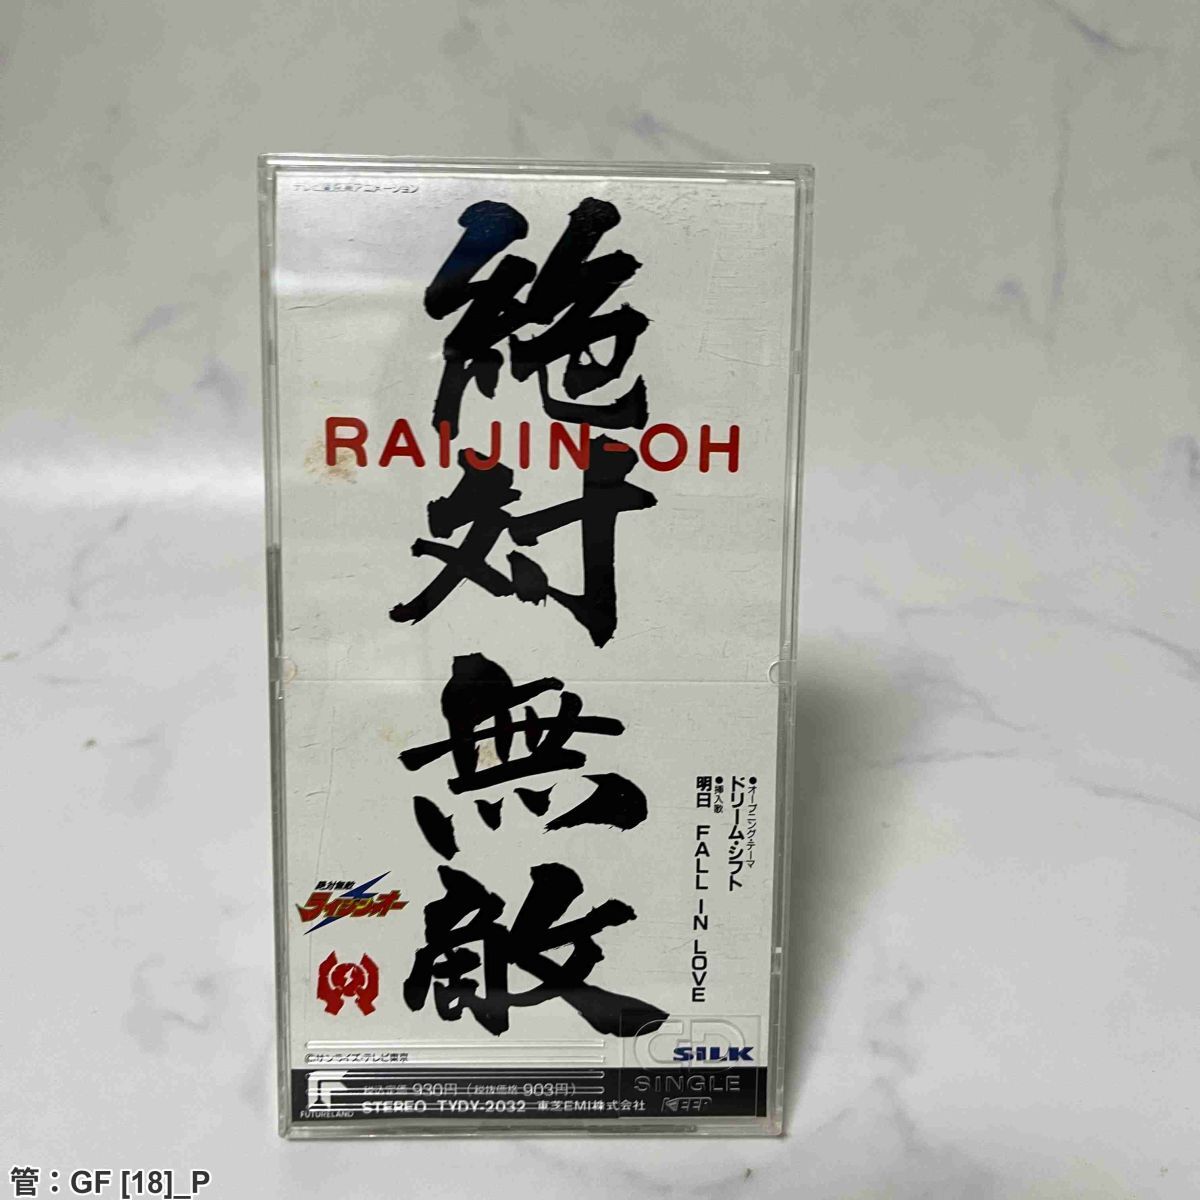 テレビ東京系アニメーション
絶対無敵
RAIJIN-OH
●オープニング・テーマ
ドリーム・シフト
●挿入歌
明日 FALL IN LOVE
絶対無敵
ライジンオー
©サンライズ・テレビ東京
SILK
CD
SINGLE
KEEP
FUTURELAND
税込定価 930円(税抜価格 903円)
STEREO TYDY-2032 東芝EMI株式会社
管：GF [18]_P